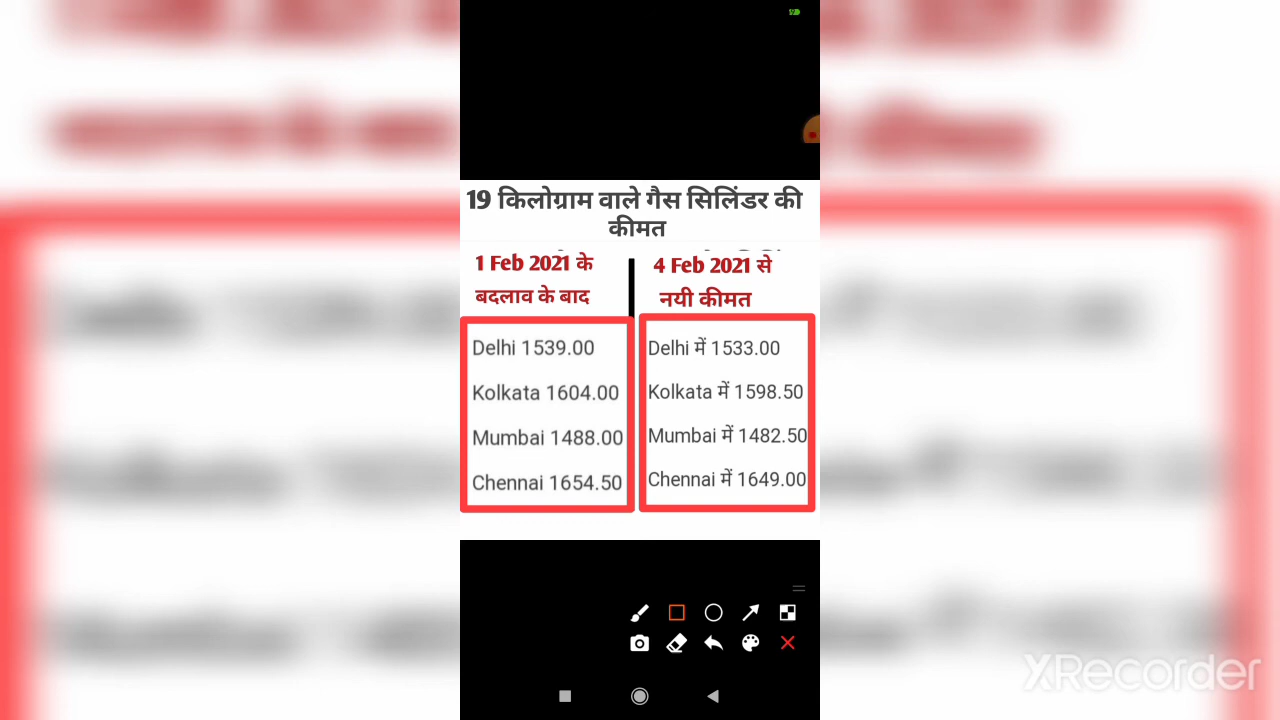 19 किलोग्राम वाले गैस सिलिंडर की
कीमत
1 Feb 2021 के
बदलाव के बाद
Delhi 1539.00
Kolkata 1604.00
Mumbai 1488.00
Chennai 1654.50
4 Feb 2021 से
नयी कीमत
Delhi में 1533.00
Kolkata में 1598.50
Mumbai में 1482.50
Chennai में 1649.00
XRecorder